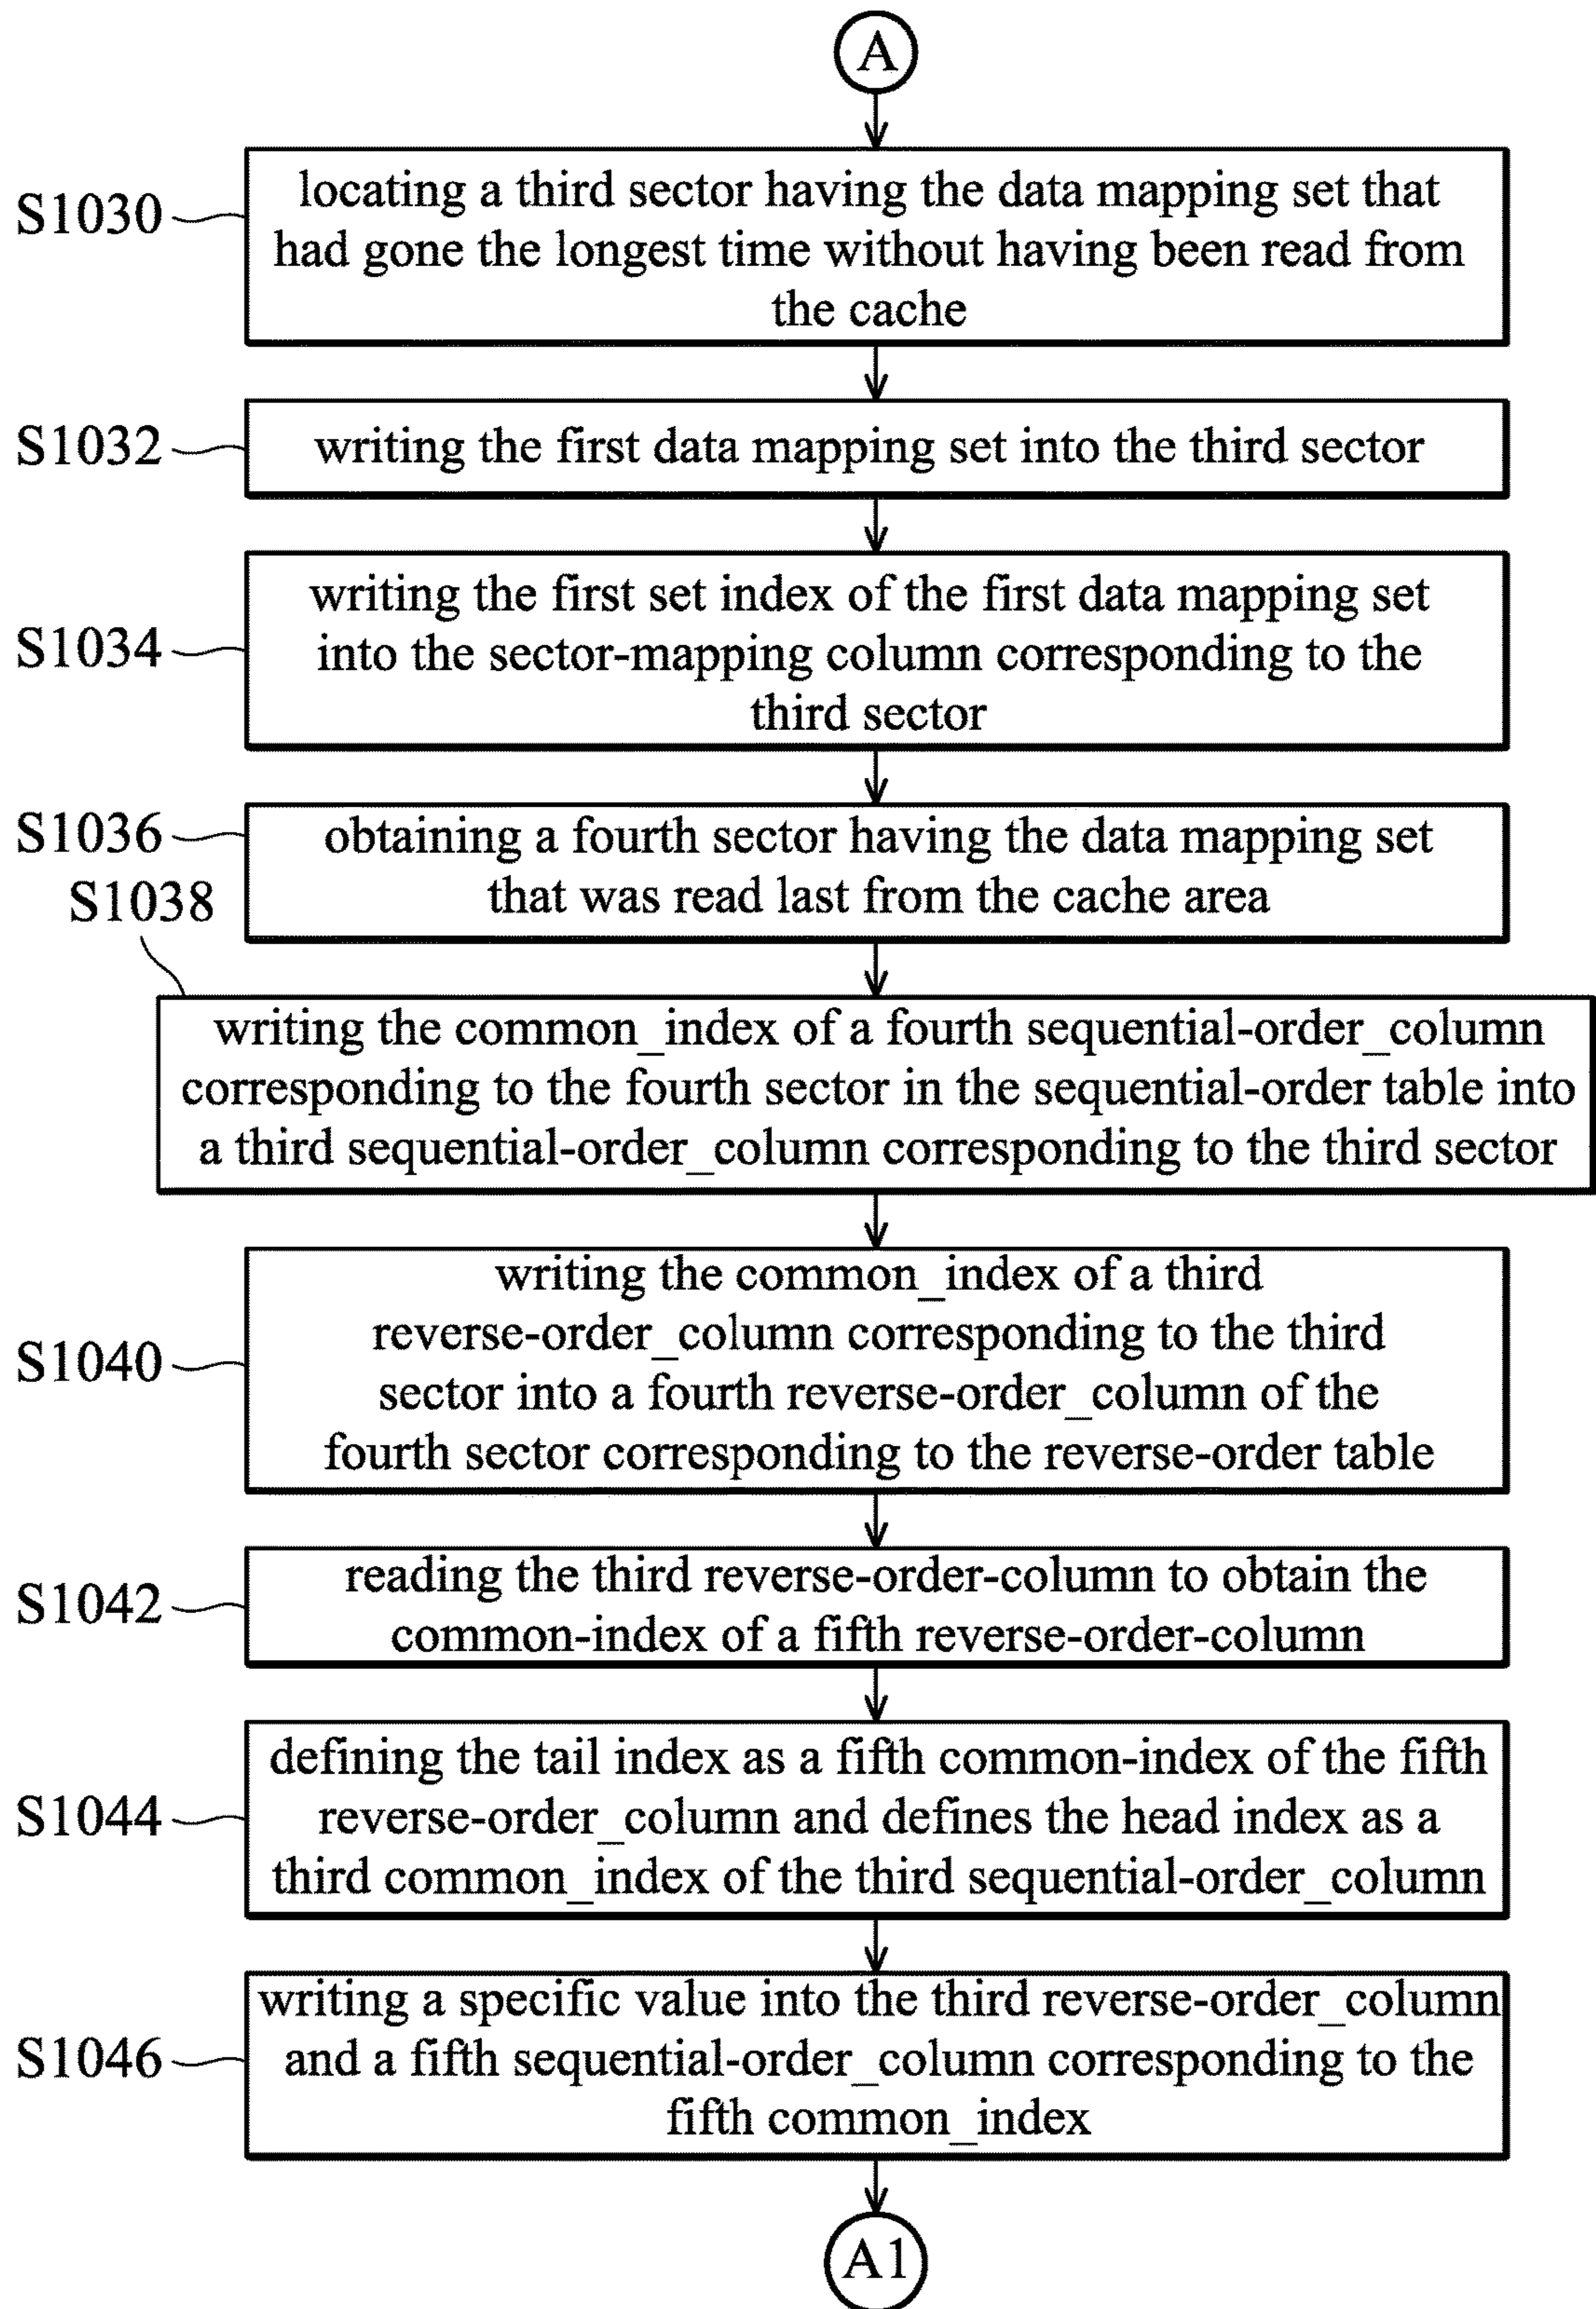 A
S1030
locating a third sector having the data mapping set that
had gone the longest time without having been read from
the cache
S1032
writing the first data mapping set into the third sector
S1034
writing the first set index of the first data mapping set
into the sector-mapping column corresponding to the
third sector
S1036
obtaining a fourth sector having the data mapping set
that was read last from the cache area
S1038
writing the common_index of a fourth sequential-order_column
corresponding to the fourth sector in the sequential-order table into
a third sequential-order_column corresponding to the third sector
S1040
writing the common_index of a third
reverse-order_column corresponding to the third
sector into a fourth reverse-order_column of the
fourth sector corresponding to the reverse-order table
S1042
reading the third reverse-order-column to obtain the
common-index of a fifth reverse-order-column
S1044
defining the tail index as a fifth common-index of the fifth
reverse-order_column and defines the head index as a
third common_index of the third sequential-order_column
S1046
writing a specific value into the third reverse-order_column
and a fifth sequential-order_column corresponding to the
fifth common_index
A1